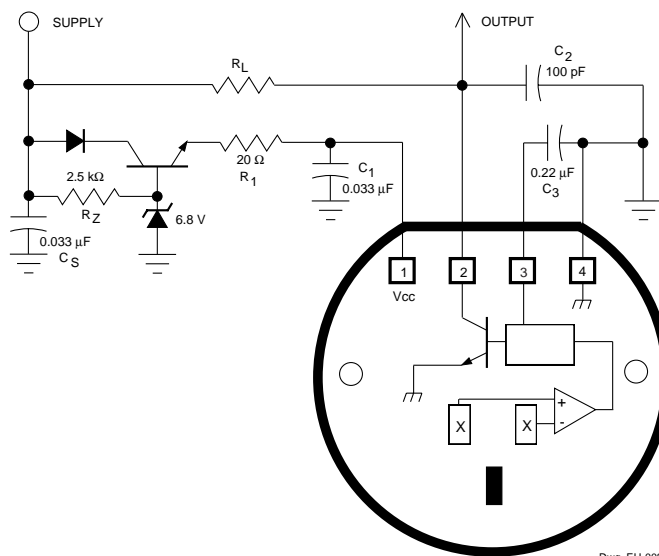 SUPPLY
OUTPUT
R L
C 2
100 pF
20 Ω
R 1
C 1
0.033 µF
0.22 µF
C 3
2.5 kΩ
R Z
6.8 V
0.033 µF
C S
1
2
3
4
Vcc
X
X
+
-